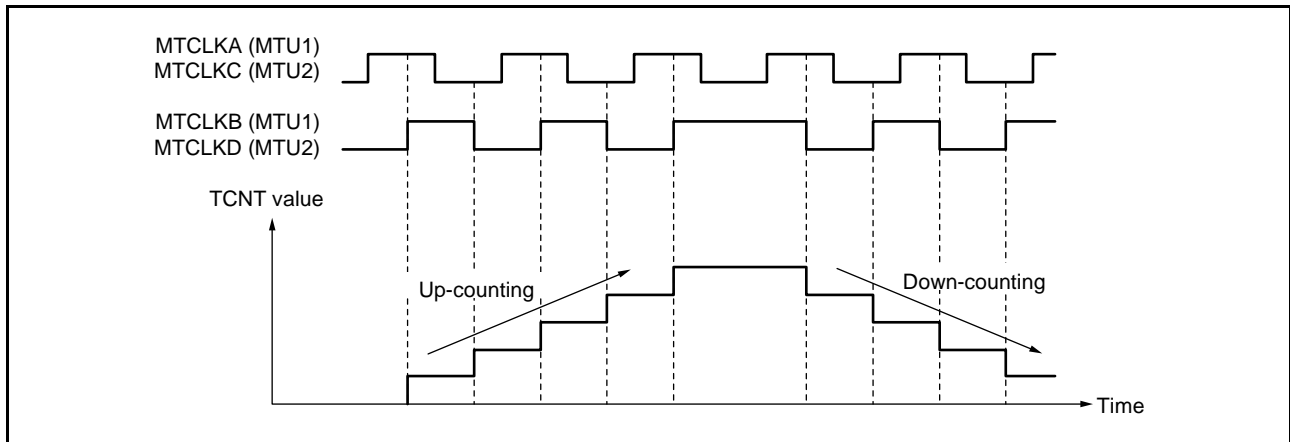 MTCLKA (MTU1)
MTCLKC (MTU2)
MTCLKB (MTU1)
MTCLKD (MTU2)
TCNT value
Up-counting
Down-counting
Time